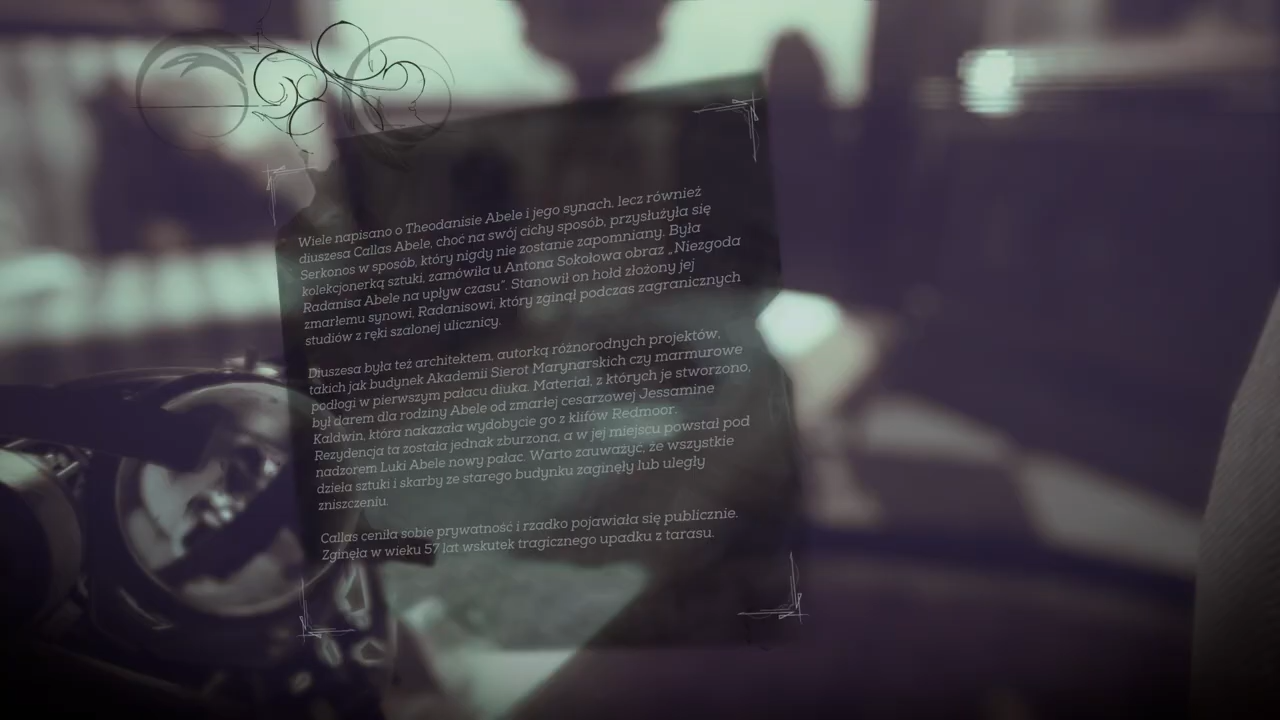 Wiele napisano o Theodanisie Abele i jego synach, lecz również
diuszesa Callas Abele, choć na swój cichy sposób, przysłużyła się
Serkonos w sposób, który nigdy nie zostanie zapomniany. Była
kolekcjonerką sztuki, zamówiła u Antona Sokołowa obraz „Niezgoda
Radanisa Abele na upływ czasu”. Stanowił on hołd złożony jej
zmarłemu synowi, Radanisowi, który zginął podczas zagranicznych
studiów z ręki szalonej ulicznicy.
Diuszesa była też architektem, autorką różnorodnych projektów,
takich jak budynek Akademii Sierot Marynarskich czy marmurowe
podłogi w pierwszym pałacu diuka. Materiał, z których je stworzono,
był darem dla rodziny Abele od zmarłej cesarzowej Jessamine
Kaldwin, która nakazała wydobycie go z klifów Redmoor.
Rezydencja ta została jednak zburzona, a w jej miejscu powstał pod
nadzorem Luki Abele nowy pałac. Warto zauważyć, że wszystkie
dzieła sztuki i skarby ze starego budynku zaginęły lub uległy
zniszczeniu.
Callas ceniła sobie prywatność i rzadko pojawiała się publicznie.
Zginęła w wieku 57 lat wskutek tragicznego upadku z tarasu.